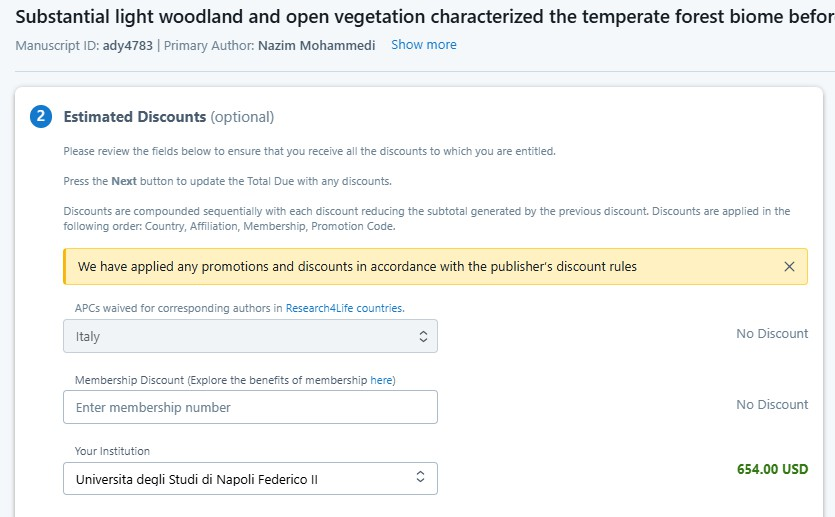 Substantial light woodland and open vegetation characterized the temperate forest biome befor
Manuscript ID: ady4783 | Primary Author: Nazim Mohammedi Show more
2 Estimated Discounts (optional)
Please review the fields below to ensure that you receive all the discounts to which you are entitled.
Press the Next button to update the Total Due with any discounts.
Discounts are compounded sequentially with each discount reducing the subtotal generated by the previous discount. Discounts are applied in the
following order: Country, Affiliation, Membership, Promotion Code.
We have applied any promotions and discounts in accordance with the publisher's discount rules
APCs waived for corresponding authors in Research4Life countries.
Italy No Discount
Membership Discount (Explore the benefits of membership here)
Enter membership number No Discount
Your Institution
Universita degli Studi di Napoli Federico II 654.00 USD